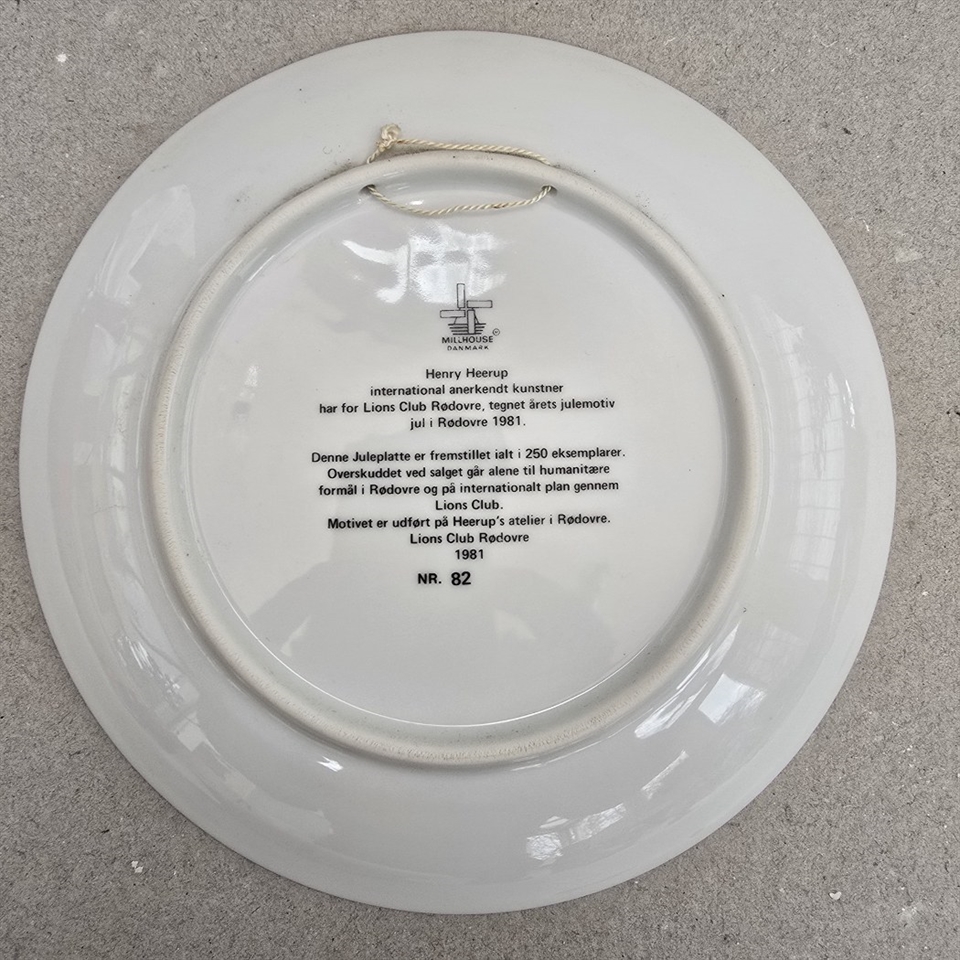 MILLHOUSE ®
DANMARK
Henry Heerup
international anerkendt kunstner
har for Lions Club Rødovre, tegnet årets julemotiv
jul i Rødovre 1981.
Denne Juleplatte er fremstillet ialt i 250 eksemplarer.
Overskuddet ved salget går alene til humanitære
formål i Rødovre og på internationalt plan gennem
Lions Club.
Motivet er udført på Heerup's atelier i Rødovre.
Lions Club Rødovre
1981
NR. 82